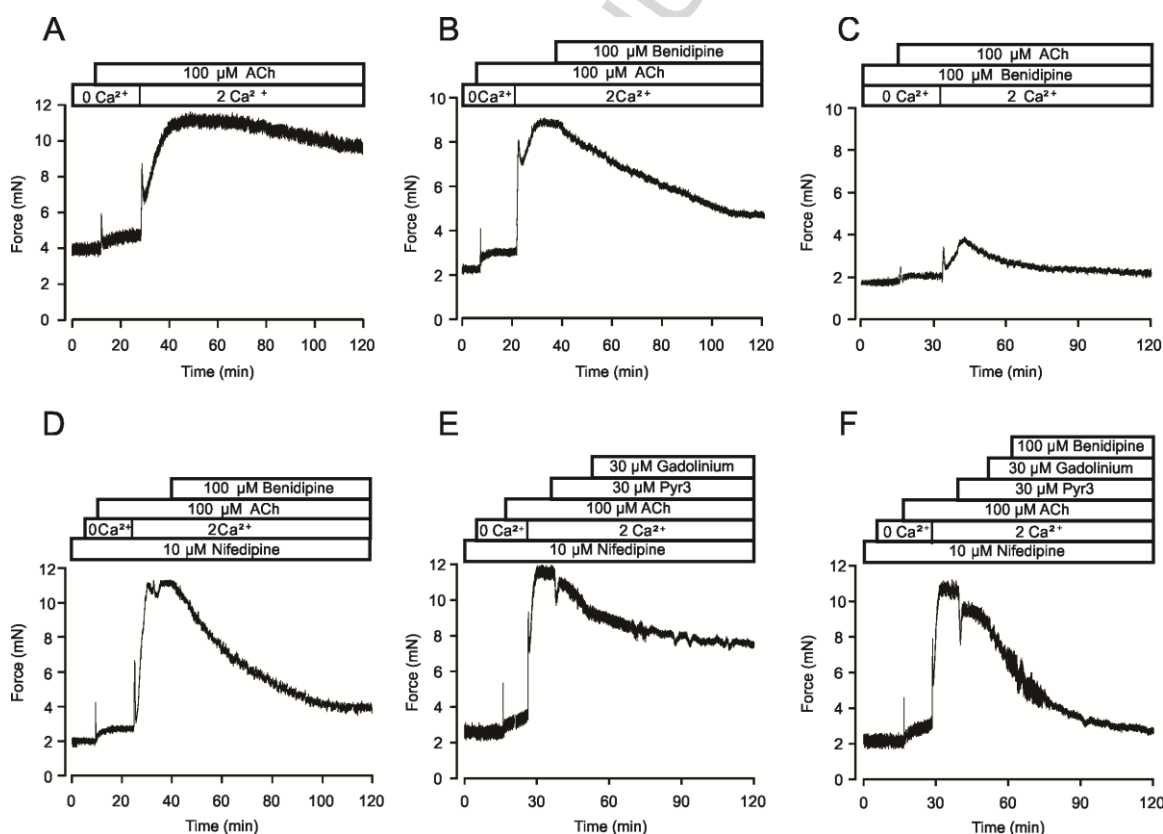 A
100 µM ACh
0 Ca²⁺
2 Ca²⁺
Force (mN)
12
10
8
6
4
2
0
0 20 40 60 80 100 120
Time (min)
B
100 µM Benidipine
100 µM ACh
0 Ca²⁺
2Ca²⁺
Force (mN)
10
8
6
4
2
0
0 20 40 60 80 100 120
Time (min)
C
100 µM ACh
100 µM Benidipine
0 Ca²⁺
2 Ca²⁺
Force (mN)
10
8
6
4
2
0
0 30 60 90 120
Time (min)
D
100 µM Benidipine
100 µM ACh
0Ca²⁺
2Ca²⁺
10 µM Nifedipine
Force (mN)
12
10
8
6
4
2
0
0 20 40 60 80 100 120
Time (min)
E
30 µM Gadolinium
30 µM Pyr3
100 µM ACh
0 Ca²⁺
2 Ca²⁺
10 µM Nifedipine
Force (mN)
12
10
8
6
4
2
0
0 30 60 90 120
Time (min)
F
100 µM Benidipine
30 µM Gadolinium
30 µM Pyr3
100 µM ACh
0 Ca²⁺
2 Ca²⁺
10 µM Nifedipine
Force (mN)
12
10
8
6
4
2
0
0 30 60 90 120
Time (min)